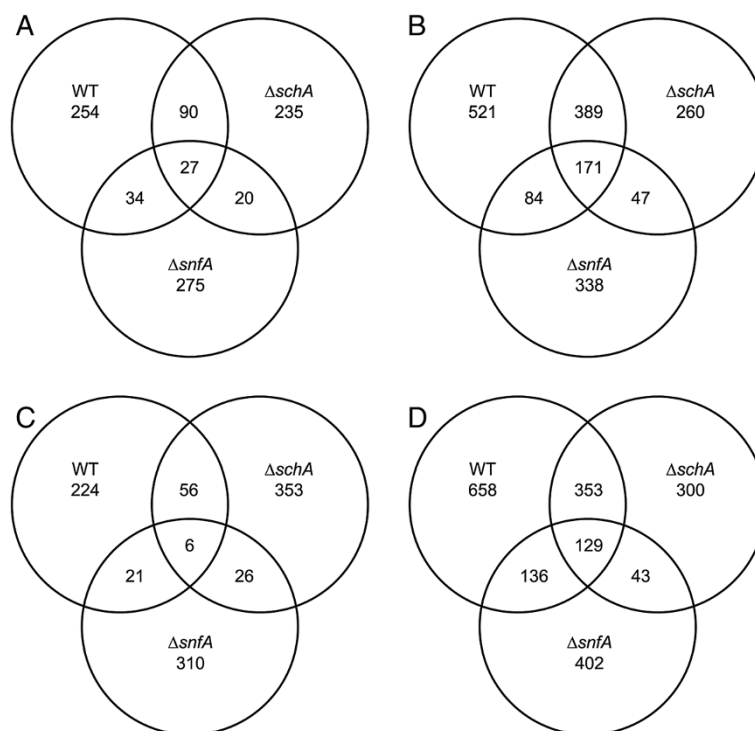 A
WT
254
90
ΔschA
235
27
34
20
ΔsnfA
275
B
WT
521
389
ΔschA
260
171
84
47
ΔsnfA
338
C
WT
224
56
ΔschA
353
6
21
26
ΔsnfA
310
D
WT
658
353
ΔschA
300
129
136
43
ΔsnfA
402